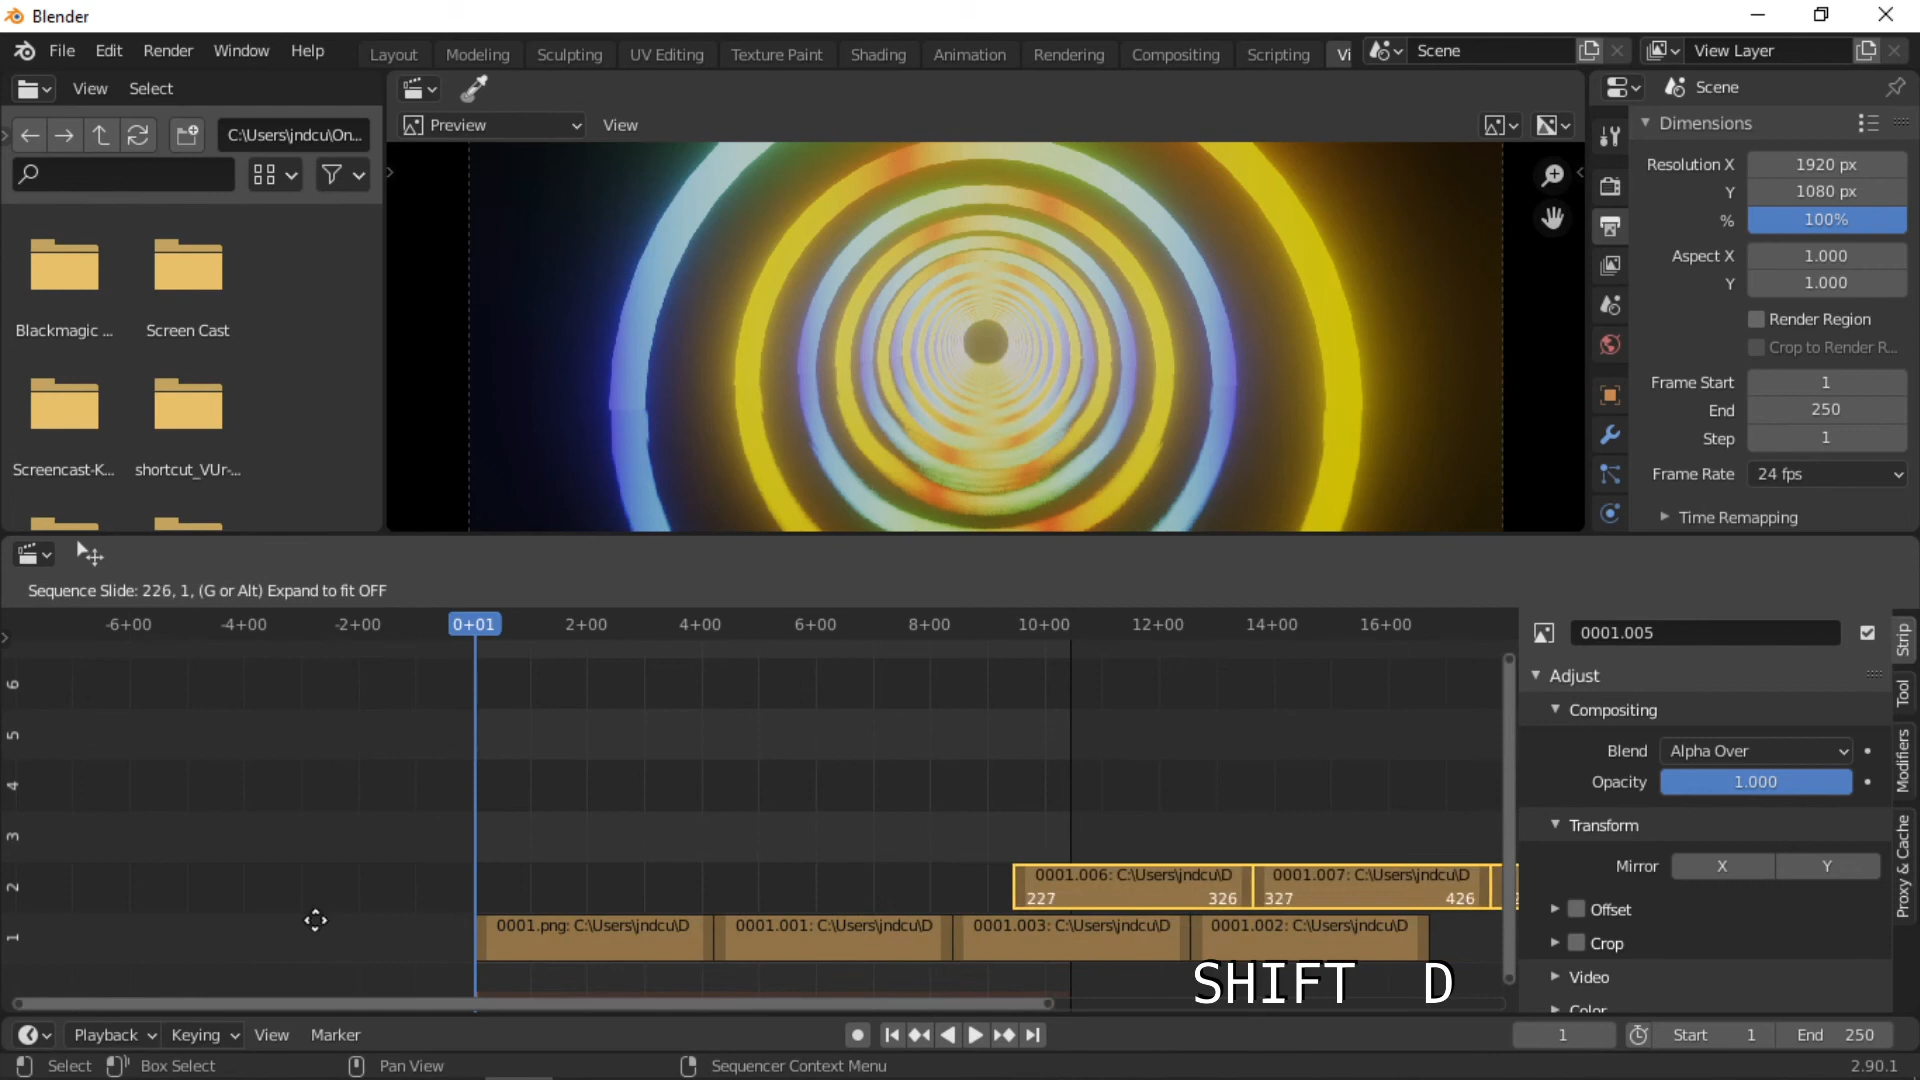 Blender
File Edit Render Window Help Layout Modeling Sculpting UV Editing Texture Paint Shading Animation Rendering Compositing Scripting Vi Scene View Layer
View Select
Scene
C:\Users\jndcu\On...
Preview View
Dimensions
Resolution X 1920 px
Y 1080 px
% 100%
Aspect X 1.000
Y 1.000
Render Region
Crop to Render R...
Frame Start 1
End 250
Step 1
Frame Rate 24 fps
Time Remapping
Blackmagic ... Screen Cast
Screencast-K... shortcut_VUr-...
Sequence Slide: 226, 1, (G or Alt) Expand to fit OFF
-6+00 -4+00 -2+00 0+01 2+00 4+00 6+00 8+00 10+00 12+00 14+00 16+00
6
5
4
3
2
1
0001.006: C:\Users\jndcu\D 0001.007: C:\Users\jndcu\D
227 326 327 426
0001.png: C:\Users\jndcu\D 0001.001: C:\Users\jndcu\D 0001.003: C:\Users\jndcu\D 0001.002: C:\Users\jndcu\D
SHIFT D
0001.005
Adjust
Compositing
Blend Alpha Over
Opacity 1.000
Transform
Mirror X Y
Offset
Crop
Video
Color
Strip
Tool
Modifiers
Proxy & Cache
Playback Keying View Marker 1 Start 1 End 250
Select Box Select Pan View Sequencer Context Menu 2.90.1